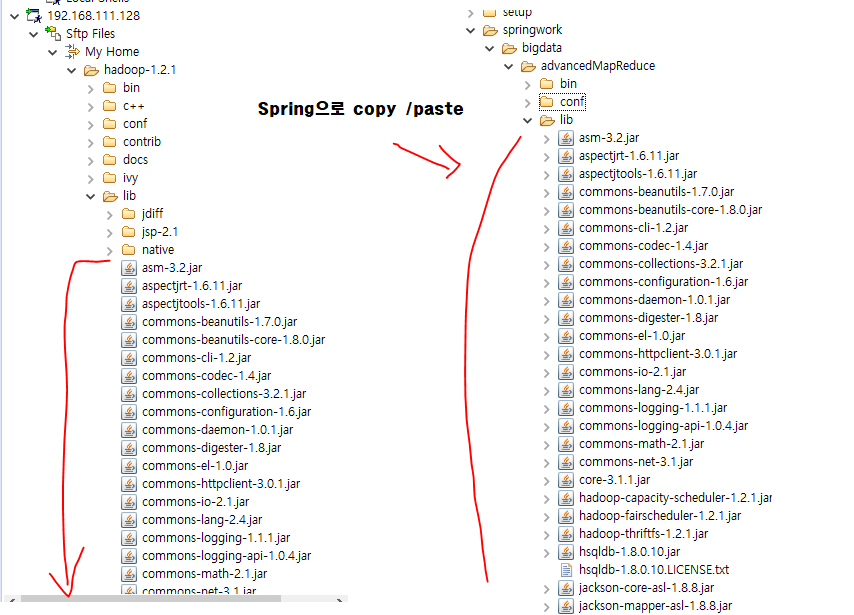 Local Shells
192.168.111.128
Sftp Files
My Home
hadoop-1.2.1
bin
c++
conf
contrib
docs
ivy
lib
jdiff
jsp-2.1
native
asm-3.2.jar
aspectjrt-1.6.11.jar
aspectjtools-1.6.11.jar
commons-beanutils-1.7.0.jar
commons-beanutils-core-1.8.0.jar
commons-cli-1.2.jar
commons-codec-1.4.jar
commons-collections-3.2.1.jar
commons-configuration-1.6.jar
commons-daemon-1.0.1.jar
commons-digester-1.8.jar
commons-el-1.0.jar
commons-httpclient-3.0.1.jar
commons-io-2.1.jar
commons-lang-2.4.jar
commons-logging-1.1.1.jar
commons-logging-api-1.0.4.jar
commons-math-2.1.jar
commons-net-3.1.jar
Spring으로 copy /paste
setup
springwork
bigdata
advancedMapReduce
bin
conf
lib
asm-3.2.jar
aspectjrt-1.6.11.jar
aspectjtools-1.6.11.jar
commons-beanutils-1.7.0.jar
commons-beanutils-core-1.8.0.jar
commons-cli-1.2.jar
commons-codec-1.4.jar
commons-collections-3.2.1.jar
commons-configuration-1.6.jar
commons-daemon-1.0.1.jar
commons-digester-1.8.jar
commons-el-1.0.jar
commons-httpclient-3.0.1.jar
commons-io-2.1.jar
commons-lang-2.4.jar
commons-logging-1.1.1.jar
commons-logging-api-1.0.4.jar
commons-math-2.1.jar
commons-net-3.1.jar
core-3.1.1.jar
hadoop-capacity-scheduler-1.2.1.jar
hadoop-fairscheduler-1.2.1.jar
hadoop-thriftfs-1.2.1.jar
hsqldb-1.8.0.10.jar
hsqldb-1.8.0.10.LICENSE.txt
jackson-core-asl-1.8.8.jar
jackson-mapper-asl-1.8.8.jar